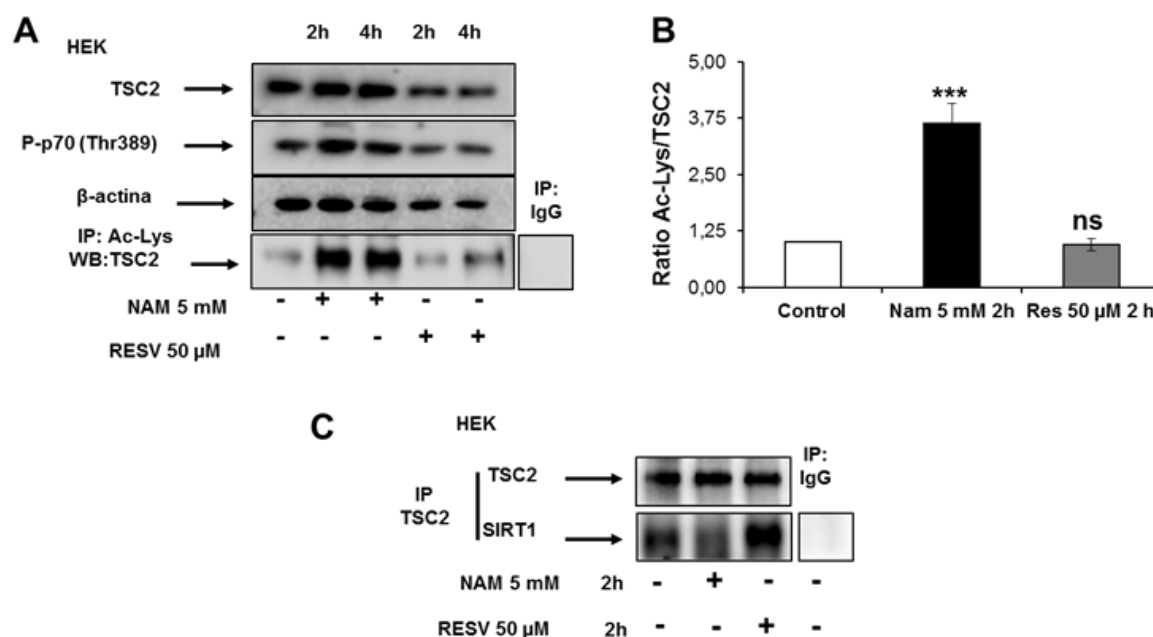 A
HEK
2h 4h 2h 4h
TSC2
P-p70 (Thr389)
β-actina
IP: Ac-Lys
WB:TSC2
IP:
IgG
NAM 5 mM - + + - -
RESV 50 µM - - - + +
B
Ratio Ac-Lys/TSC2
5,00
3,75
2,50
1,25
0,00
***
ns
Control Nam 5 mM 2h Res 50 µM 2 h
C
HEK
IP
TSC2
TSC2
SIRT1
IP:
IgG
NAM 5 mM 2h - + - -
RESV 50 µM 2h - - + -